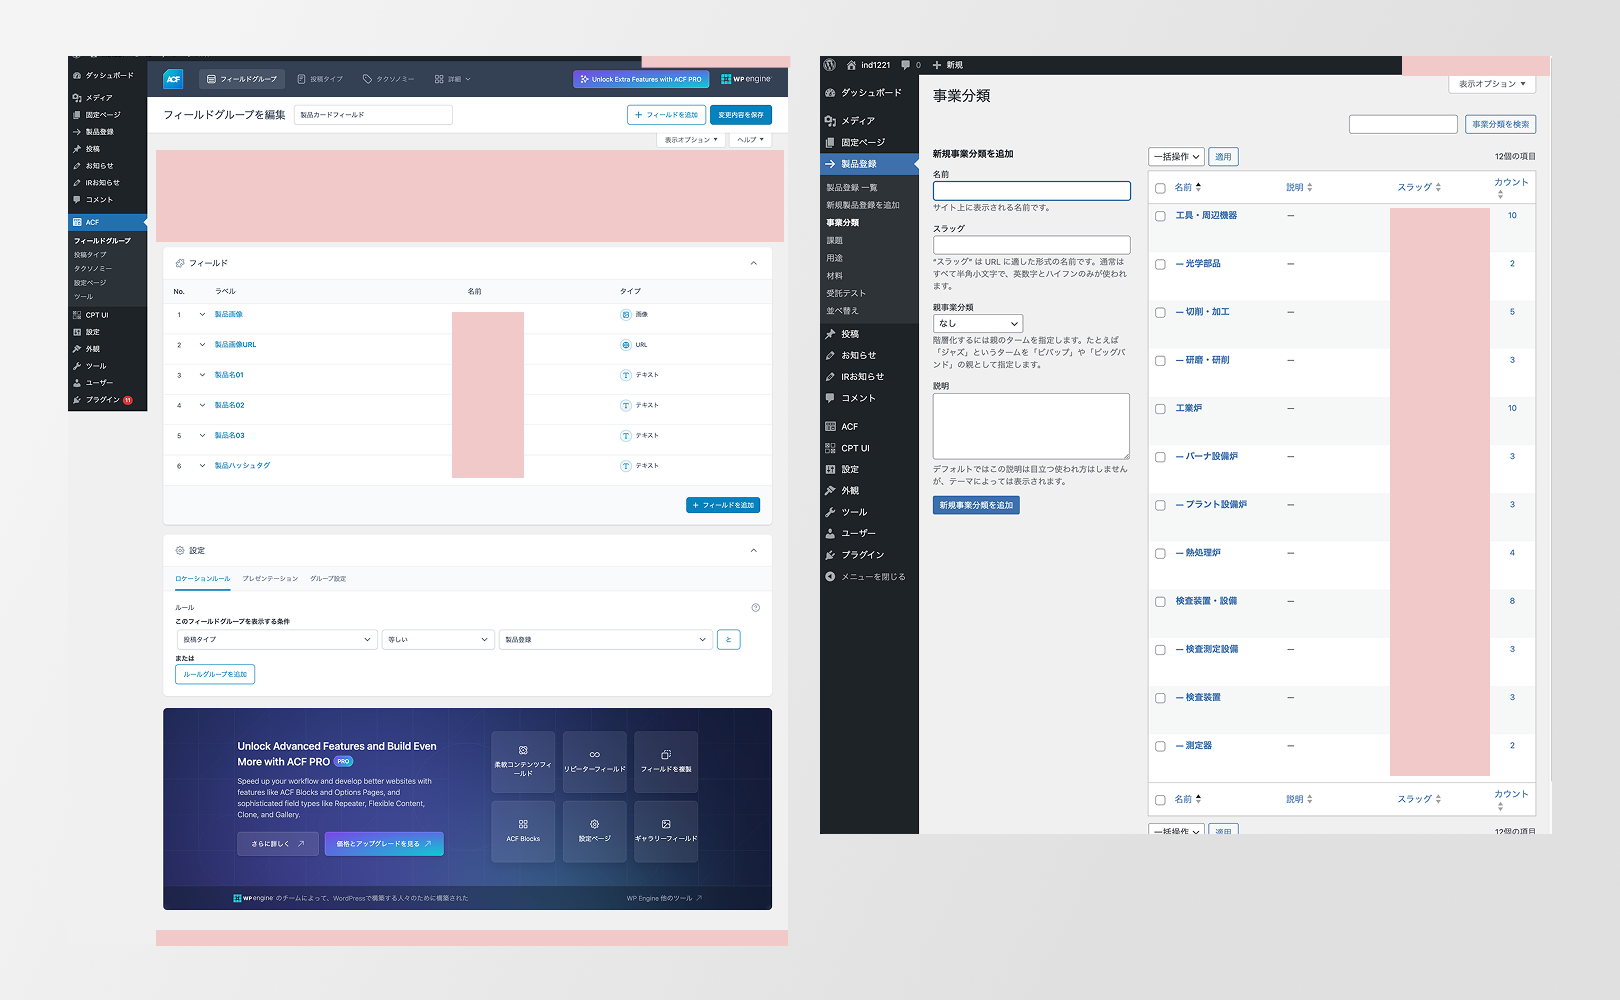 ダッシュボード
メディア
固定ページ
製品登録
投稿
お知らせ
IRお知らせ
コメント
ACF
フィールドグループ
投稿タイプ
タクソノミー
設定ページ
ツール
CPT UI
設定
外観
ツール
ユーザー
プラグイン 11
ACF
フィールドグループ
投稿タイプ
タクソノミー
詳細
Unlock Extra Features with ACF PRO
WP engine
フィールドグループを編集
製品カードフィールド
+ フィールドを追加
変更内容を保存
表示オプション ▼
ヘルプ ▼
フィールド
No. ラベル 名前 タイプ
1 製品画像 画像
2 製品画像URL URL
3 製品名01 テキスト
4 製品名02 テキスト
5 製品名03 テキスト
6 製品ハッシュタグ テキスト
+ フィールドを追加
設定
ロケーションルール プレゼンテーション グループ設定
ルール
このフィールドグループを表示する条件
投稿タイプ 等しい 製品登録 と
または
ルールグループを追加
Unlock Advanced Features and Build Even
More with ACF PRO PRO
Speed up your workflow and develop better websites with
features like ACF Blocks and Options Pages, and
sophisticated field types like Repeater, Flexible Content,
Clone, and Gallery.
さらに詳しく
価格とアップグレードを見る
柔軟コンテンツフィ
ールド
リピーターフィールド
フィールドを複製
ACF Blocks
設定ページ
ギャラリーフィールド
WP engine のチームによって、WordPressで構築する人々のために構築された
WP Engine 他のツール
ind1221 0 + 新規
ダッシュボード
メディア
固定ページ
製品登録
製品登録 一覧
新規製品登録を追加
事業分類
課題
用途
材料
受託テスト
並べ替え
投稿
お知らせ
IRお知らせ
コメント
ACF
CPT UI
設定
外観
ツール
ユーザー
プラグイン
メニューを閉じる
事業分類
表示オプション ▼
事業分類を検索
新規事業分類を追加
名前
サイト上に表示される名前です。
スラッグ
“スラッグ” は URL に適した形式の名前です。通常は
すべて半角小文字で、英数字とハイフンのみが使われ
ます。
親事業分類
なし
階層化するには親のタームを指定します。たとえば
「ジャズ」というタームを「ビバップ」や「ビッグバ
ンド」の親として指定します。
説明
デフォルトではこの説明は目立つ使われ方はしません
が、テーマによっては表示されます。
新規事業分類を追加
一括操作 適用 12個の項目
名前 説明 スラッグ カウント
工具・周辺機器 — 10
— 光学部品 — 2
— 切削・加工 — 5
— 研磨・研削 — 3
工業炉 — 10
— バーナ設備炉 — 3
— プラント設備炉 — 3
— 熱処理炉 — 4
検査装置・設備 — 8
— 検査測定設備 — 3
— 検査装置 — 3
— 測定器 — 2
名前 説明 スラッグ カウント
一括操作 適用 12個の項目